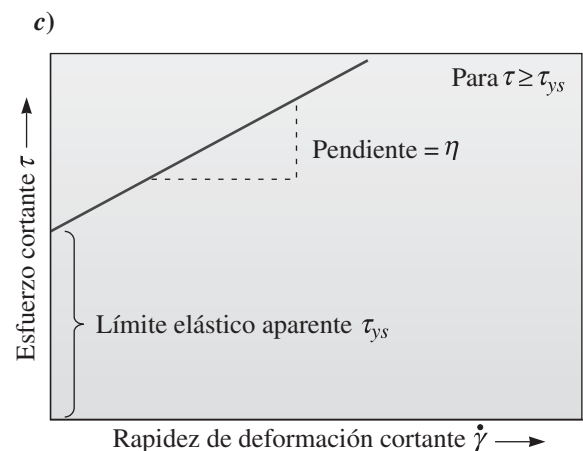 c)
Para τ ≥ τys
Pendiente = η
Esfuerzo cortante τ
Límite elástico aparente τys
Rapidez de deformación cortante γ̇